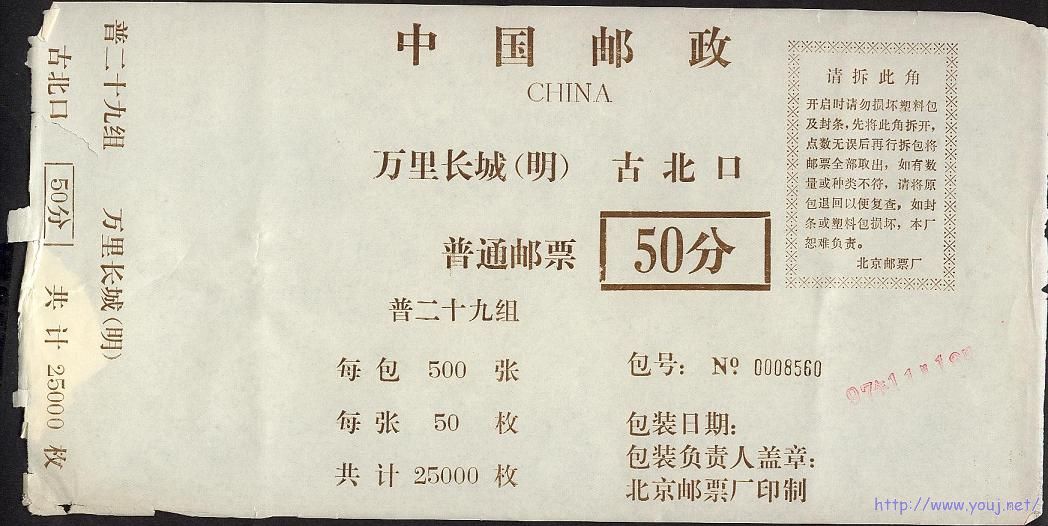 中国邮政
CHINA
万里长城(明) 古北口
普通邮票 50分
普二十九组
每包 500 张
每张 50 枚
共计 25000 枚
包号: Nº 0008560
包装日期:
包装负责人盖章:
北京邮票厂印制
请拆此角
开启时请勿损坏塑料包
及封条,先将此角拆开,
点数无误后再行拆包将
邮票全部取出,如有数
量或种类不符,请将原
包退回以便复查,如封
条或塑料包损坏,本厂
恕难负责。
北京邮票厂
普二十九组 万里长城(明)
古北口 50分 共计 25000 枚
http://www.youj.net/